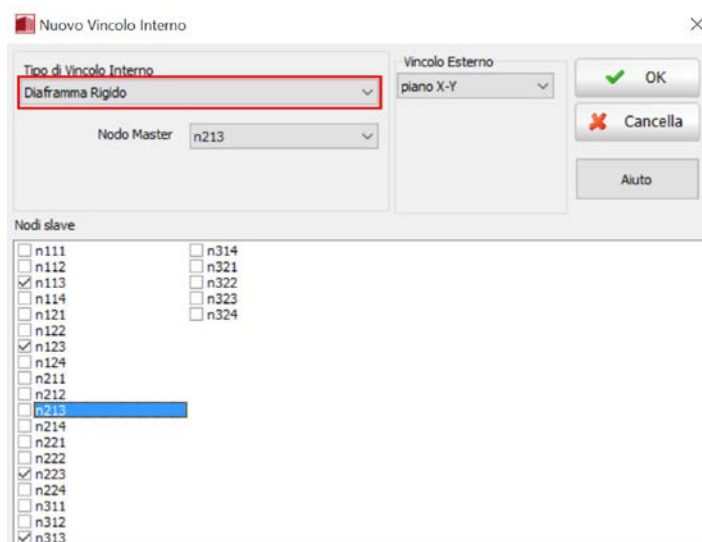 Nuovo Vincolo Interno
Tipo di Vincolo Interno
Diaframma Rigido
Nodo Master n213
Vincolo Esterno
piano X-Y
OK
Cancella
Aiuto
Nodi slave
n111
n112
n113
n114
n121
n122
n123
n124
n211
n212
n213
n214
n221
n222
n223
n224
n311
n312
n313
n314
n321
n322
n323
n324